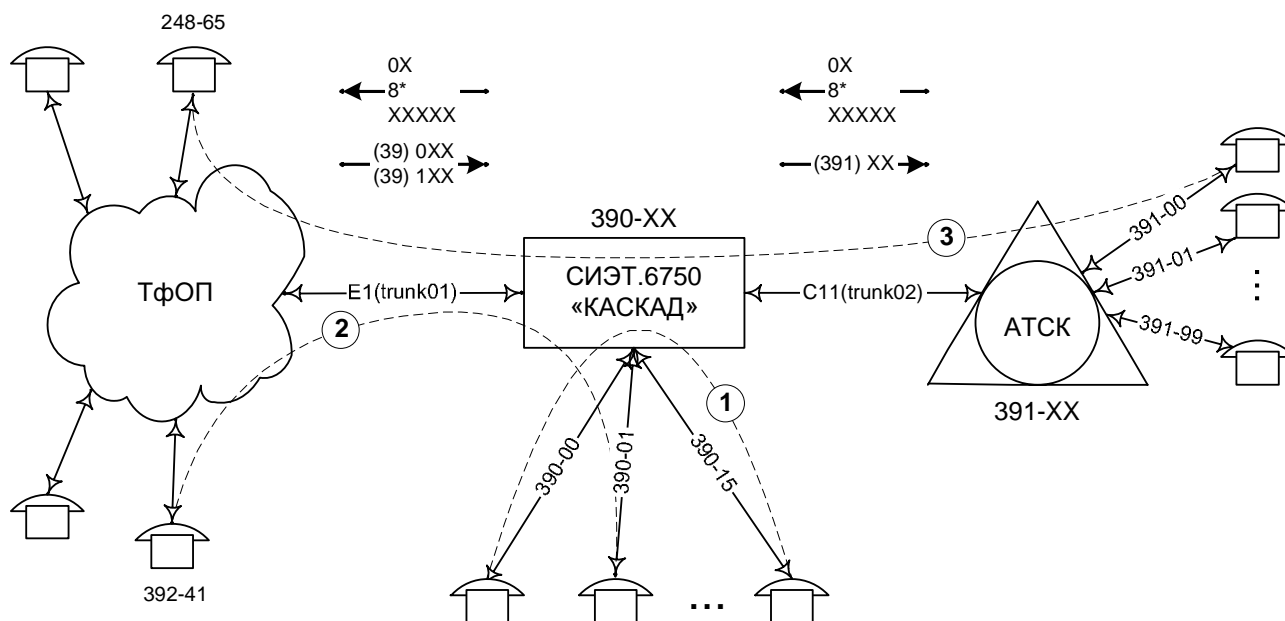 248-65
0X
8*
XXXXX
(39) 0XX
(39) 1XX
0X
8*
XXXXX
(391) XX
3
390-XX
391-00
391-01
391-99
ТфОП
E1(trunk01)
СИЭТ.6750
«КАСКАД»
C11(trunk02)
АТСК
2
1
391-XX
390-00
390-01
390-15
392-41
...